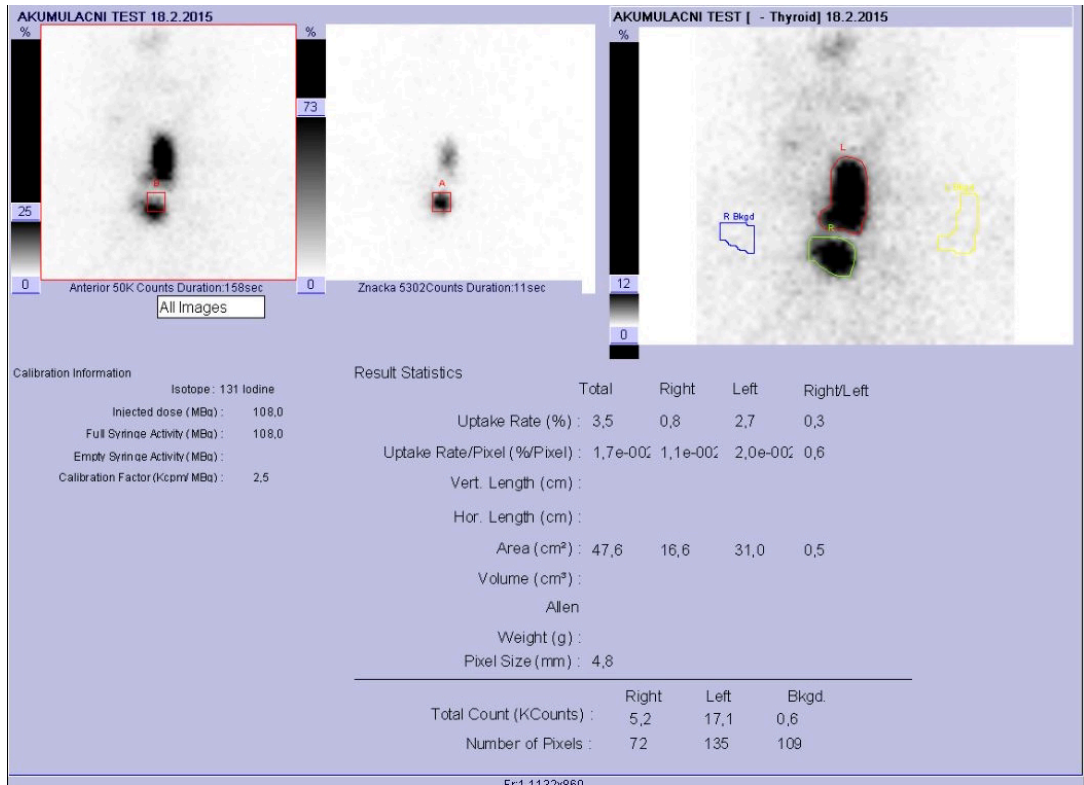 AKUMULACNI TEST 18.2.2015
AKUMULACNI TEST [ - Thyroid] 18.2.2015
%
%
%
73
25
0
0
12
0
B
A
L
R
R Bkgd
Anterior 50K Counts Duration:158sec
Znacka 5302Counts Duration:11sec
All Images
Calibration Information
Isotope : 131 Iodine
Injected dose (MBq) : 108,0
Full Syringe Activity (MBq) : 108,0
Empty Syringe Activity (MBq) :
Calibration Factor (Kcpm/MBq) : 2,5
Result Statistics
Total Right Left Right/Left
Uptake Rate (%) : 3,5 0,8 2,7 0,3
Uptake Rate/Pixel (%/Pixel) : 1,7e-002 1,1e-002 2,0e-002 0,6
Vert. Length (cm) :
Hor. Length (cm) :
Area (cm²) : 47,6 16,6 31,0 0,5
Volume (cm³) :
Allen
Weight (g) :
Pixel Size (mm) : 4,8
Right Left Bkgd.
Total Count (KCounts) : 5,2 17,1 0,6
Number of Pixels : 72 135 109